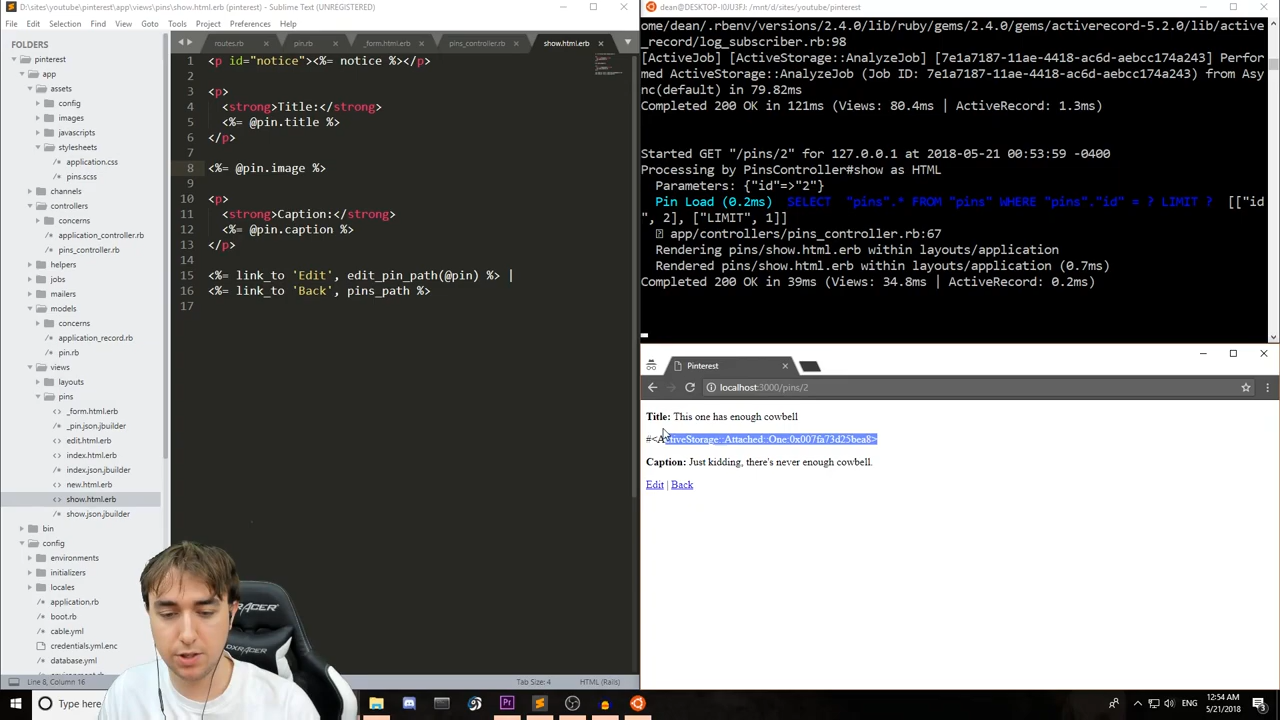 D:\sites\youtube\pinterest\app\views\pins\show.html.erb (pinterest) - Sublime Text (UNREGISTERED)
File Edit Selection Find View Goto Tools Project Preferences Help
FOLDERS
pinterest
app
assets
config
images
javascripts
stylesheets
application.css
pins.scss
channels
controllers
concerns
application_controller.rb
pins_controller.rb
helpers
jobs
mailers
models
concerns
application_record.rb
pin.rb
views
layouts
pins
_form.html.erb
_pin.json.jbuilder
edit.html.erb
index.html.erb
index.json.jbuilder
new.html.erb
show.html.erb
show.json.jbuilder
bin
config
environments
initializers
locales
application.rb
boot.rb
cable.yml
credentials.yml.enc
database.yml
routes.rb pin.rb _form.html.erb pins_controller.rb show.html.erb
1 <p id="notice"><%= notice %></p>
2
3 <p>
4 <strong>Title:</strong>
5 <%= @pin.title %>
6 </p>
7
8 <%= @pin.image %>
9
10 <p>
11 <strong>Caption:</strong>
12 <%= @pin.caption %>
13 </p>
14
15 <%= link_to 'Edit', edit_pin_path(@pin) %> |
16 <%= link_to 'Back', pins_path %>
17
Line 8, Column 16 Tab Size: 4 HTML (Rails)
dean@DESKTOP-I0JU3FJ: /mnt/d/sites/youtube/pinterest
ome/dean/.rbenv/versions/2.4.0/lib/ruby/gems/2.4.0/gems/activerecord-5.2.0/lib/active
_record/log_subscriber.rb:98
[ActiveJob] [ActiveStorage::AnalyzeJob] [7e1a7187-11ae-4418-ac6d-aebcc174a243] Perfor
med ActiveStorage::AnalyzeJob (Job ID: 7e1a7187-11ae-4418-ac6d-aebcc174a243) from Asy
nc(default) in 79.82ms
Completed 200 OK in 121ms (Views: 80.4ms | ActiveRecord: 1.3ms)
Started GET "/pins/2" for 127.0.0.1 at 2018-05-21 00:53:59 -0400
Processing by PinsController#show as HTML
Parameters: {"id"=>"2"}
Pin Load (0.2ms) SELECT "pins".* FROM "pins" WHERE "pins"."id" = ? LIMIT ? [["id
", 2], ["LIMIT", 1]]
app/controllers/pins_controller.rb:67
Rendering pins/show.html.erb within layouts/application
Rendered pins/show.html.erb within layouts/application (0.7ms)
Completed 200 OK in 39ms (Views: 34.8ms | ActiveRecord: 0.2ms)
Pinterest
localhost:3000/pins/2
Title: This one has enough cowbell
#<ActiveStorage::Attached::One:0x007fa73d25bea8>
Caption: Just kidding, there's never enough cowbell.
Edit | Back
DXRACER
Type here
12:54 AM
5/21/2018